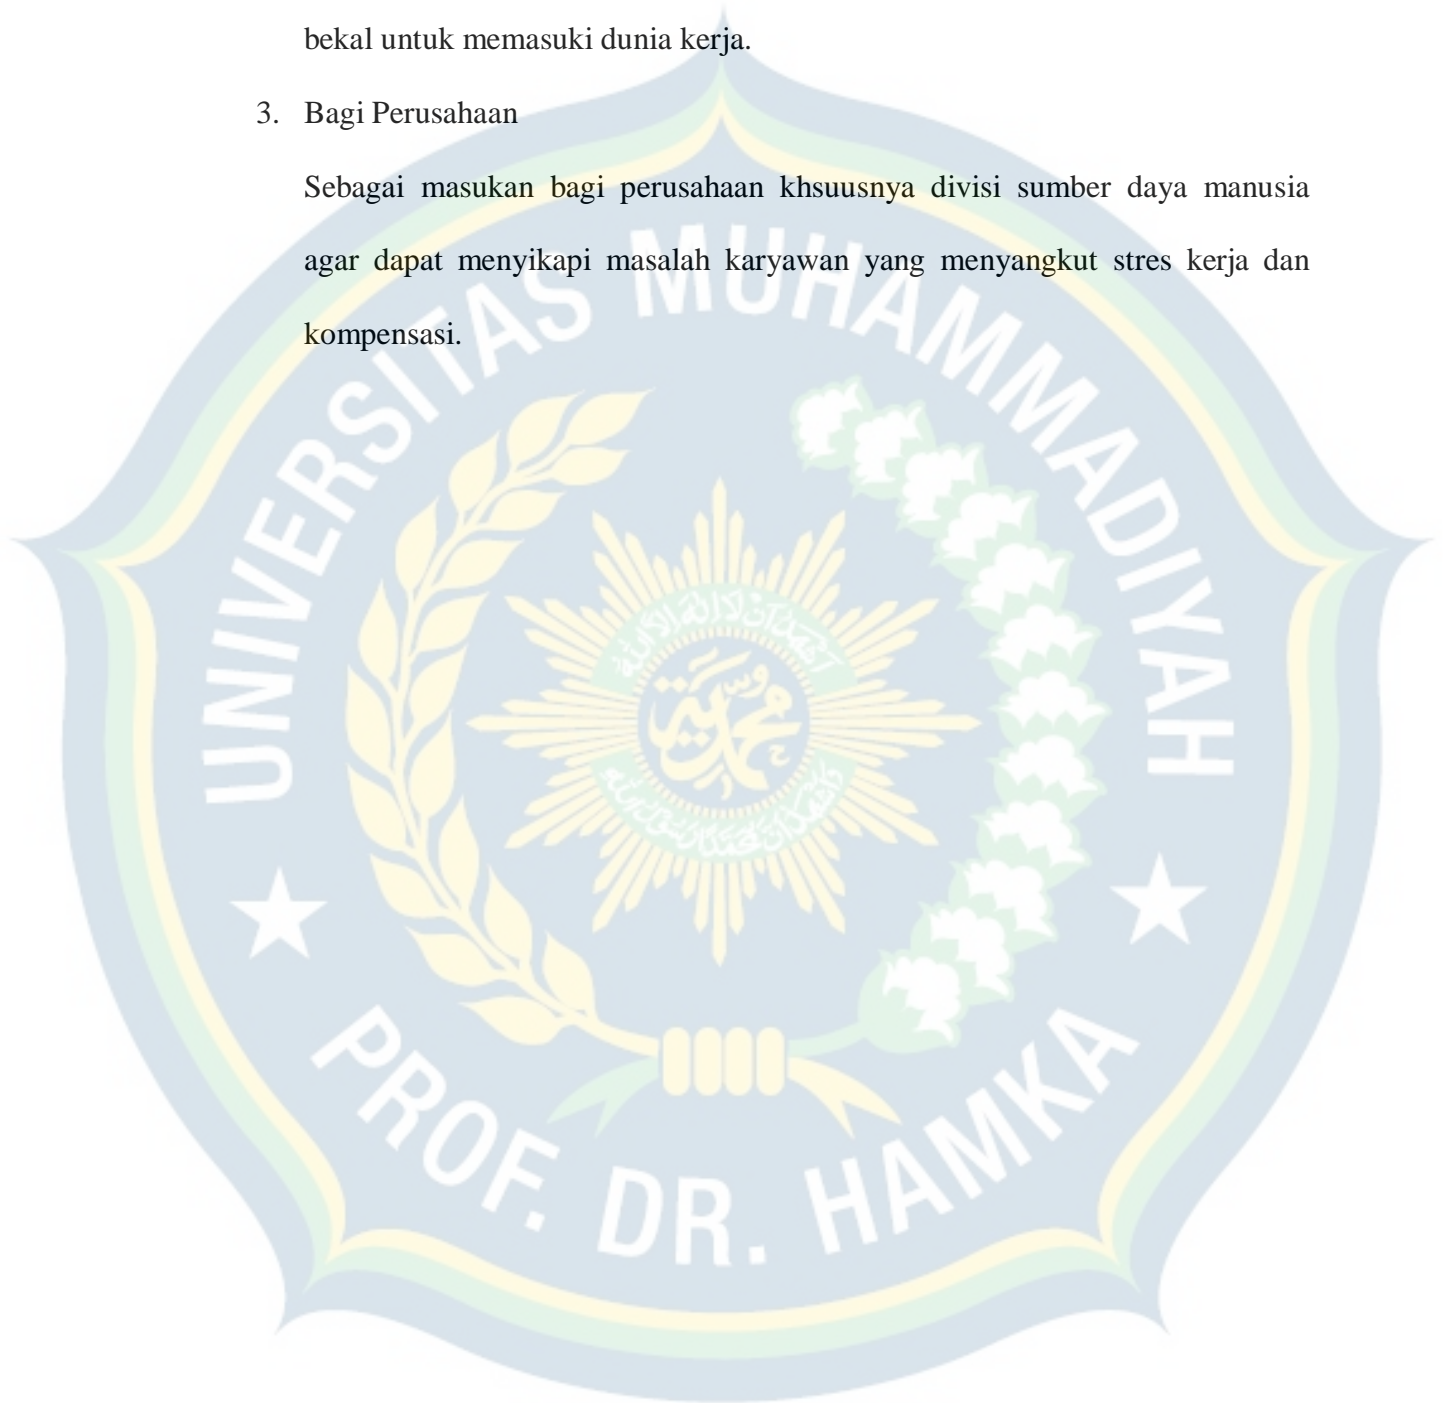 bekal untuk memasuki dunia kerja.
3. Bagi Perusahaan
Sebagai masukan bagi perusahaan khsuusnya divisi sumber daya manusia
agar dapat menyikapi masalah karyawan yang menyangkut stres kerja dan
kompensasi.
UNIVERSITAS MUHAMMADIYAH
محمدية
PROF. DR. HAMKA